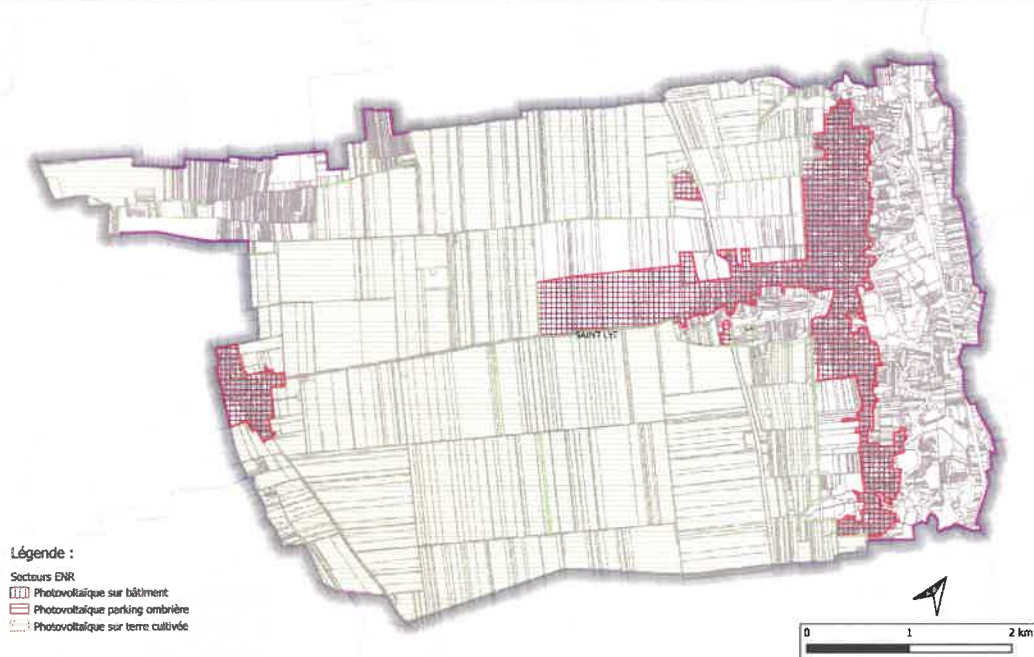 SAINT LYE
Légende :
Secteurs ENR
Photovoltaïque sur bâtiment
Photovoltaïque parking ombrière
Photovoltaïque sur terre cultivée
0 1 2 km